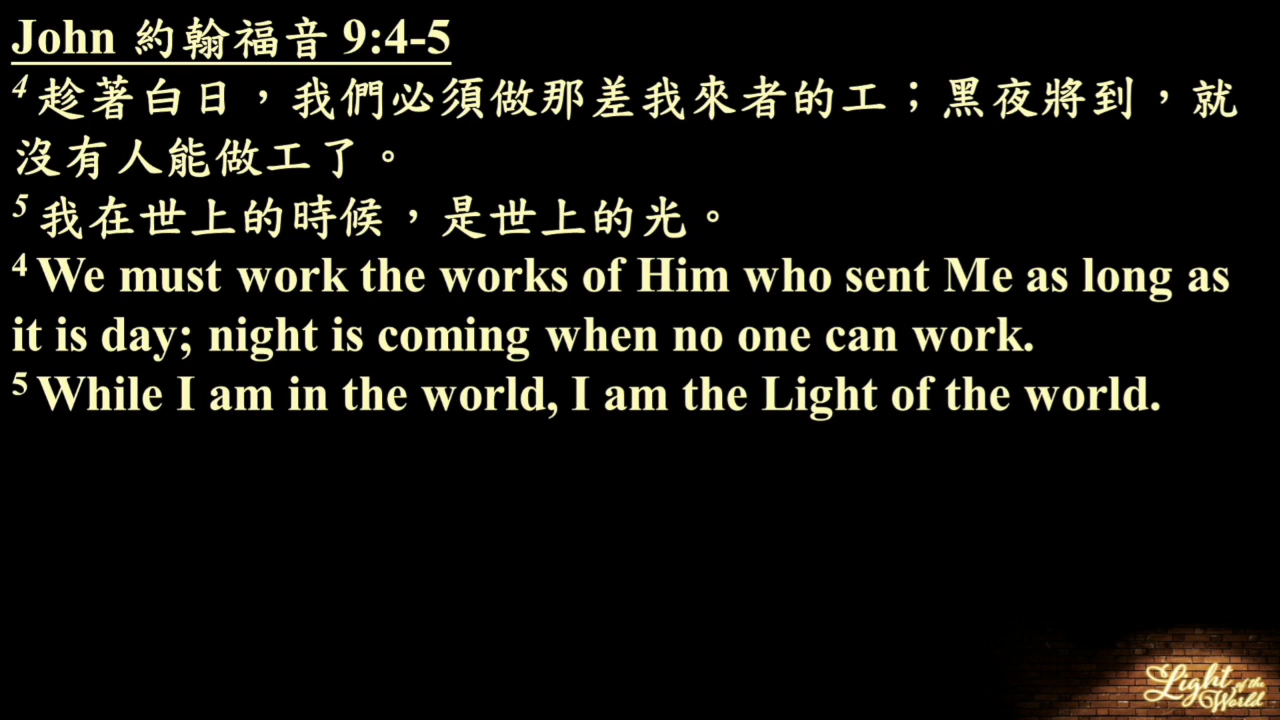 John 約翰福音 9:4-5
4 趁著白日，我們必須做那差我來者的工；黑夜將到，就
沒有人能做工了。
5 我在世上的時候，是世上的光。
4 We must work the works of Him who sent Me as long as
it is day; night is coming when no one can work.
5 While I am in the world, I am the Light of the world.
Light of the
World